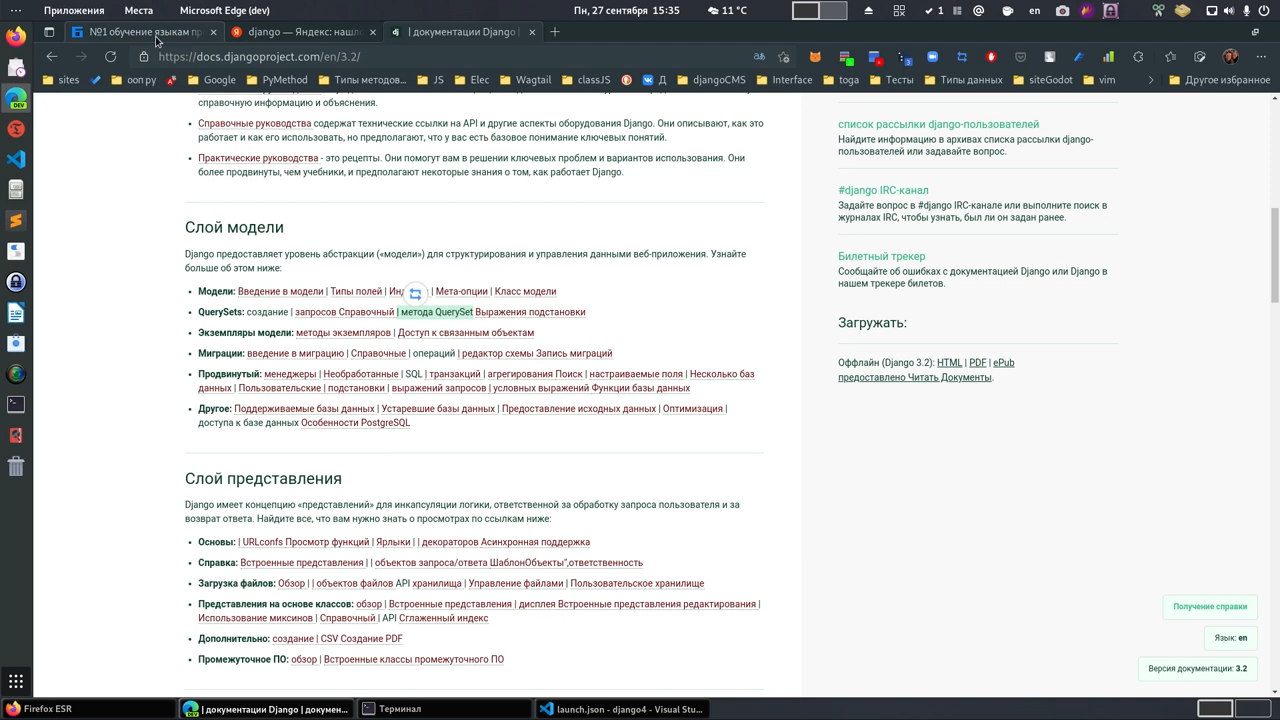 Приложения Места Microsoft Edge (dev) Пн, 27 сентября 15:35 11 °C 1 en
№1 обучение языкам пр django — Яндекс: нашло | документации Django |
https://docs.djangoproject.com/en/3.2/
sites ооп ру Google PyMethod Типы методов... JS Elec Wagtail classJS Д djangoCMS Interface toga Тесты Типы данных siteGodot vim Другое избранное
справочную информацию и объяснения.
Справочные руководства содержат технические ссылки на API и другие аспекты оборудования Django. Они описывают, как это
работает и как его использовать, но предполагают, что у вас есть базовое понимание ключевых понятий.
Практические руководства - это рецепты. Они помогут вам в решении ключевых проблем и вариантов использования. Они
более продвинуты, чем учебники, и предполагают некоторые знания о том, как работает Django.
Слой модели
Django предоставляет уровень абстракции («модели») для структурирования и управления данными веб-приложения. Узнайте
больше об этом ниже:
Модели: Введение в модели | Типы полей | Инд | Мета-опции | Класс модели
QuerySets: создание | запросов Справочный | метода QuerySet Выражения подстановки
Экземпляры модели: методы экземпляров | Доступ к связанным объектам
Миграции: введение в миграцию | Справочные | операций | редактор схемы Запись миграций
Продвинутый: менеджеры | Необработанные | SQL | транзакций | агрегирования Поиск | настраиваемые поля | Несколько баз
данных | Пользовательские | подстановки | выражений запросов | условных выражений Функции базы данных
Другое: Поддерживаемые базы данных | Устаревшие базы данных | Предоставление исходных данных | Оптимизация |
доступа к базе данных Особенности PostgreSQL
Слой представления
Django имеет концепцию «представлений» для инкапсуляции логики, ответственной за обработку запроса пользователя и за
возврат ответа. Найдите все, что вам нужно знать о просмотрах по ссылкам ниже:
Основы: | URLconfs Просмотр функций | Ярлыки | | декораторов Асинхронная поддержка
Справка: Встроенные представления | | объектов запроса/ответа ШаблонОбъекты",ответственность
Загрузка файлов: Обзор | | объектов файлов API хранилища | Управление файлами | Пользовательское хранилище
Представления на основе классов: обзор | Встроенные представления | дисплея Встроенные представления редактирования |
Использование миксинов | Справочный | API Сглаженный индекс
Дополнительно: создание | CSV Создание PDF
Промежуточное ПО: обзор | Встроенные классы промежуточного ПО
список рассылки django-пользователей
Найдите информацию в архивах списка рассылки django-
пользователей или задавайте вопрос.
#django IRC-канал
Задайте вопрос в #django IRC-канале или выполните поиск в
журналах IRC, чтобы узнать, был ли он задан ранее.
Билетный трекер
Сообщайте об ошибках с документацией Django или Django в
нашем трекере билетов.
Загружать:
Оффлайн (Django 3.2): HTML | PDF | ePub
предоставлено Читать Документы.
Получение справки
Язык: en
Версия документации: 3.2
Firefox ESR | документации Django | докумен... Терминал launch.json - django4 - Visual Stu...